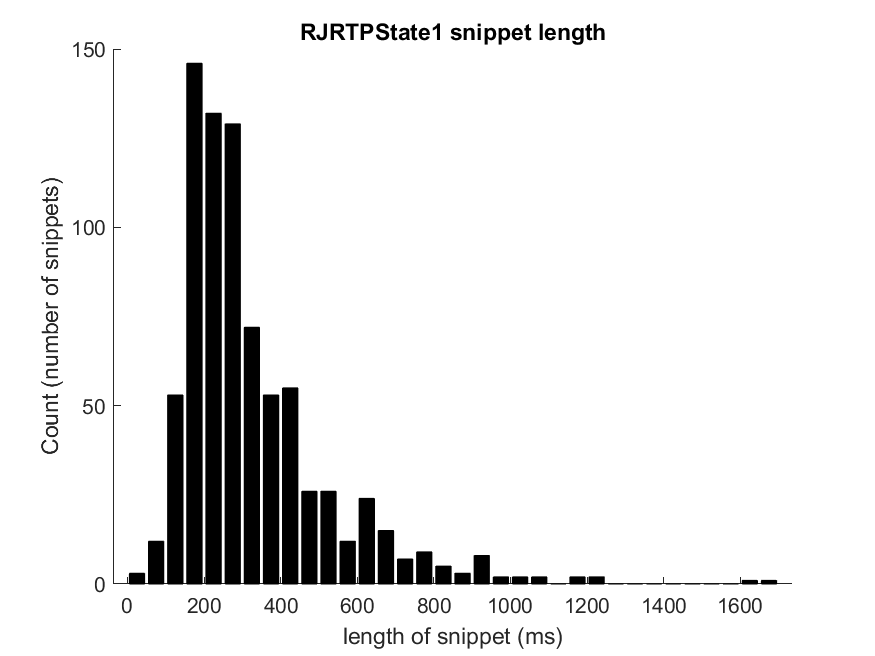 RJRTPState1 snippet length
150
100
50
0
Count (number of snippets)
0 200 400 600 800 1000 1200 1400 1600
length of snippet (ms)